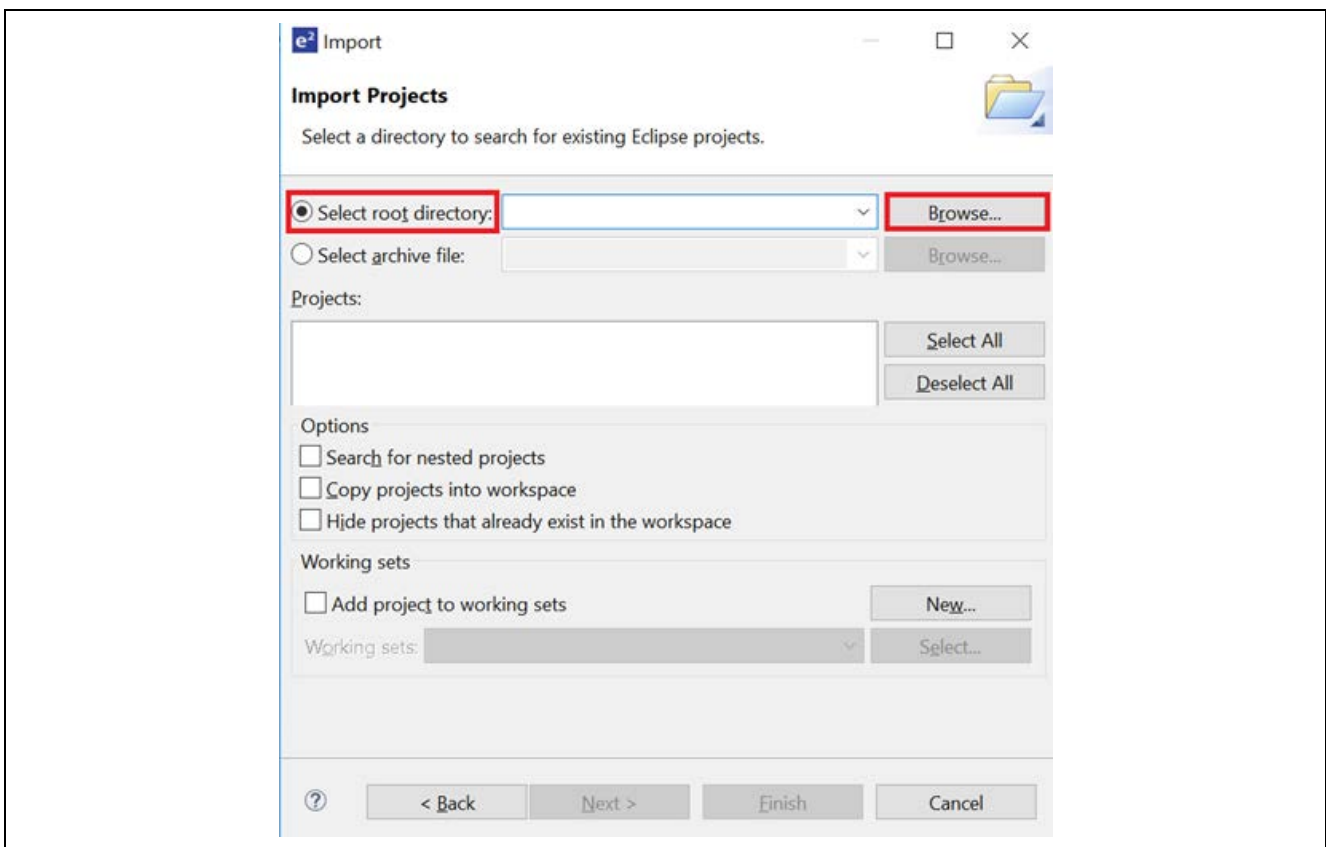 e² Import
Import Projects
Select a directory to search for existing Eclipse projects.
Select root directory: Browse...
Select archive file: Browse...
Projects:
Select All
Deselect All
Options
Search for nested projects
Copy projects into workspace
Hide projects that already exist in the workspace
Working sets
Add project to working sets New...
Working sets: Select...
? < Back Next > Finish Cancel